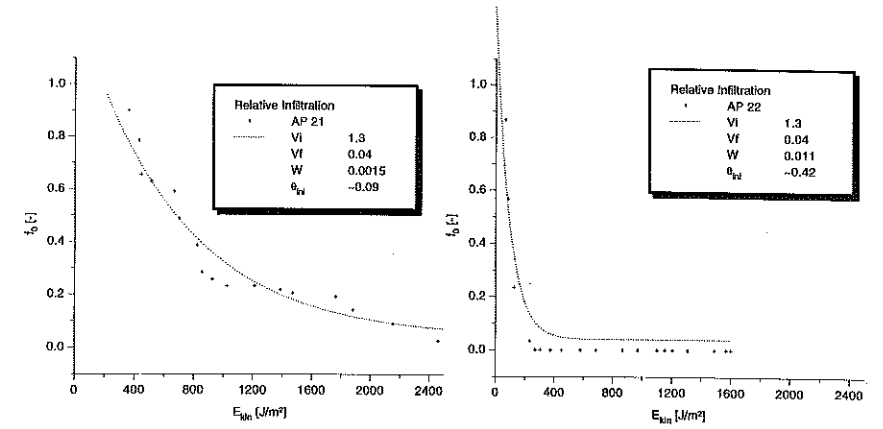 1.0
0.8
0.6
0.4
0.2
0.0
f₀ [-]
0 400 800 1200 1600 2000 2400
Eₖᵢₙ [J/m²]
Relative Infiltration
AP 21
Vi 1.3
Vf 0.04
W 0.0015
θᵢₙᵢ ~0.09
1.0
0.8
0.6
0.4
0.2
0.0
f₀ [-]
0 400 800 1200 1600 2000 2400
Eₖᵢₙ [J/m²]
Relative Infiltration
AP 22
Vi 1.3
Vf 0.04
W 0.011
θᵢₙᵢ ~0.42